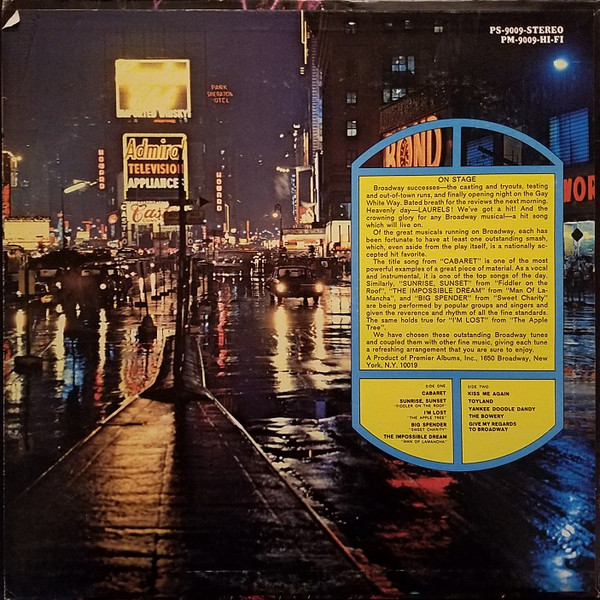 PS-9009-STEREO
PM-9009-HI-FI
PARK
SHERATON
Admiral
TELEVISION
APPLIANCE
HOWARD
BOND
ON STAGE
Broadway successes—the casting and tryouts, testing
and out-of-town runs, and finally opening night on the Gay
White Way. Bated breath for the reviews the next morning.
Heavenly day—LAURELS! We've got a hit! And the
crowning glory for any Broadway musical—a hit song
which will live on.
Of the great musicals running on Broadway, each has
been fortunate to have at least one outstanding smash,
which, even aside from the play itself, is a nationally ac-
cepted hit favorite.
The title song from "CABARET" is one of the most
powerful examples of a great piece of material. As a vocal
and instrumental, it is one of the top songs of the day.
Similarly, "SUNRISE, SUNSET" from "Fiddler on the
Roof", "THE IMPOSSIBLE DREAM" from "Man Of La-
Mancha", and "BIG SPENDER" from "Sweet Charity"
are being performed by popular groups and singers and
given the reverence and rhythm of all the fine standards.
The same holds true for "I'M LOST" from "The Apple
Tree".
We have chosen these outstanding Broadway tunes
and coupled them with other fine music, giving each tune
a refreshing arrangement that you are sure to enjoy.
A Product of Premier Albums, Inc., 1650 Broadway, New
York, N.Y. 10019
SIDE ONE
CABARET
SUNRISE, SUNSET
"FIDDLER ON THE ROOF"
I'M LOST
"THE APPLE TREE"
BIG SPENDER
"SWEET CHARITY"
THE IMPOSSIBLE DREAM
"MAN OF LAMANCHA"
SIDE TWO
KISS ME AGAIN
TOYLAND
YANKEE DOODLE DANDY
THE BOWERY
GIVE MY REGARDS
TO BROADWAY